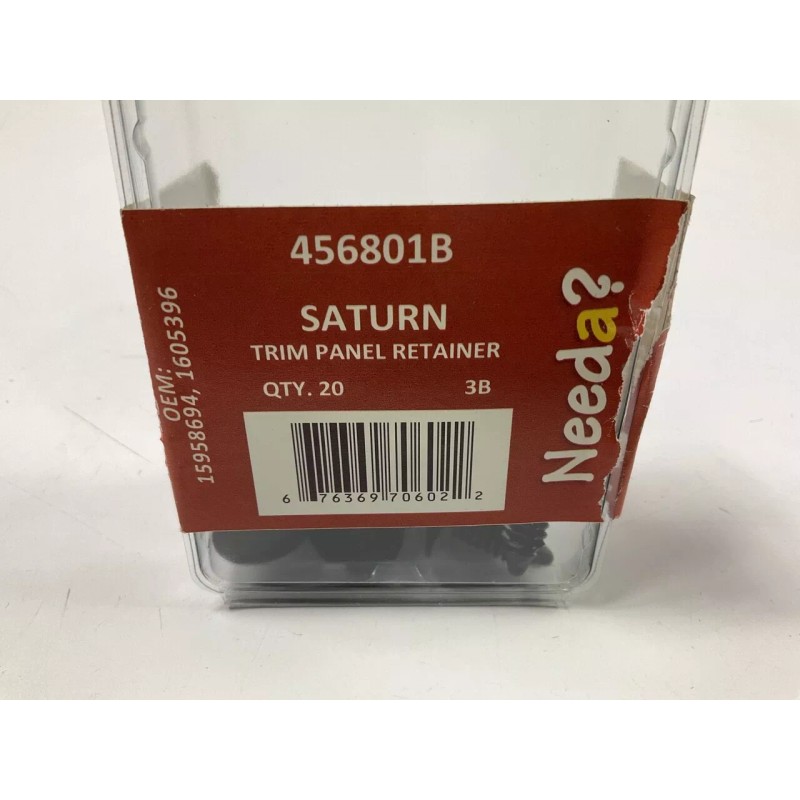 456801B
SATURN
TRIM PANEL RETAINER
QTY. 20 3B
6 76369 70602 2
OEM:
15958694, 1605396
Needa?